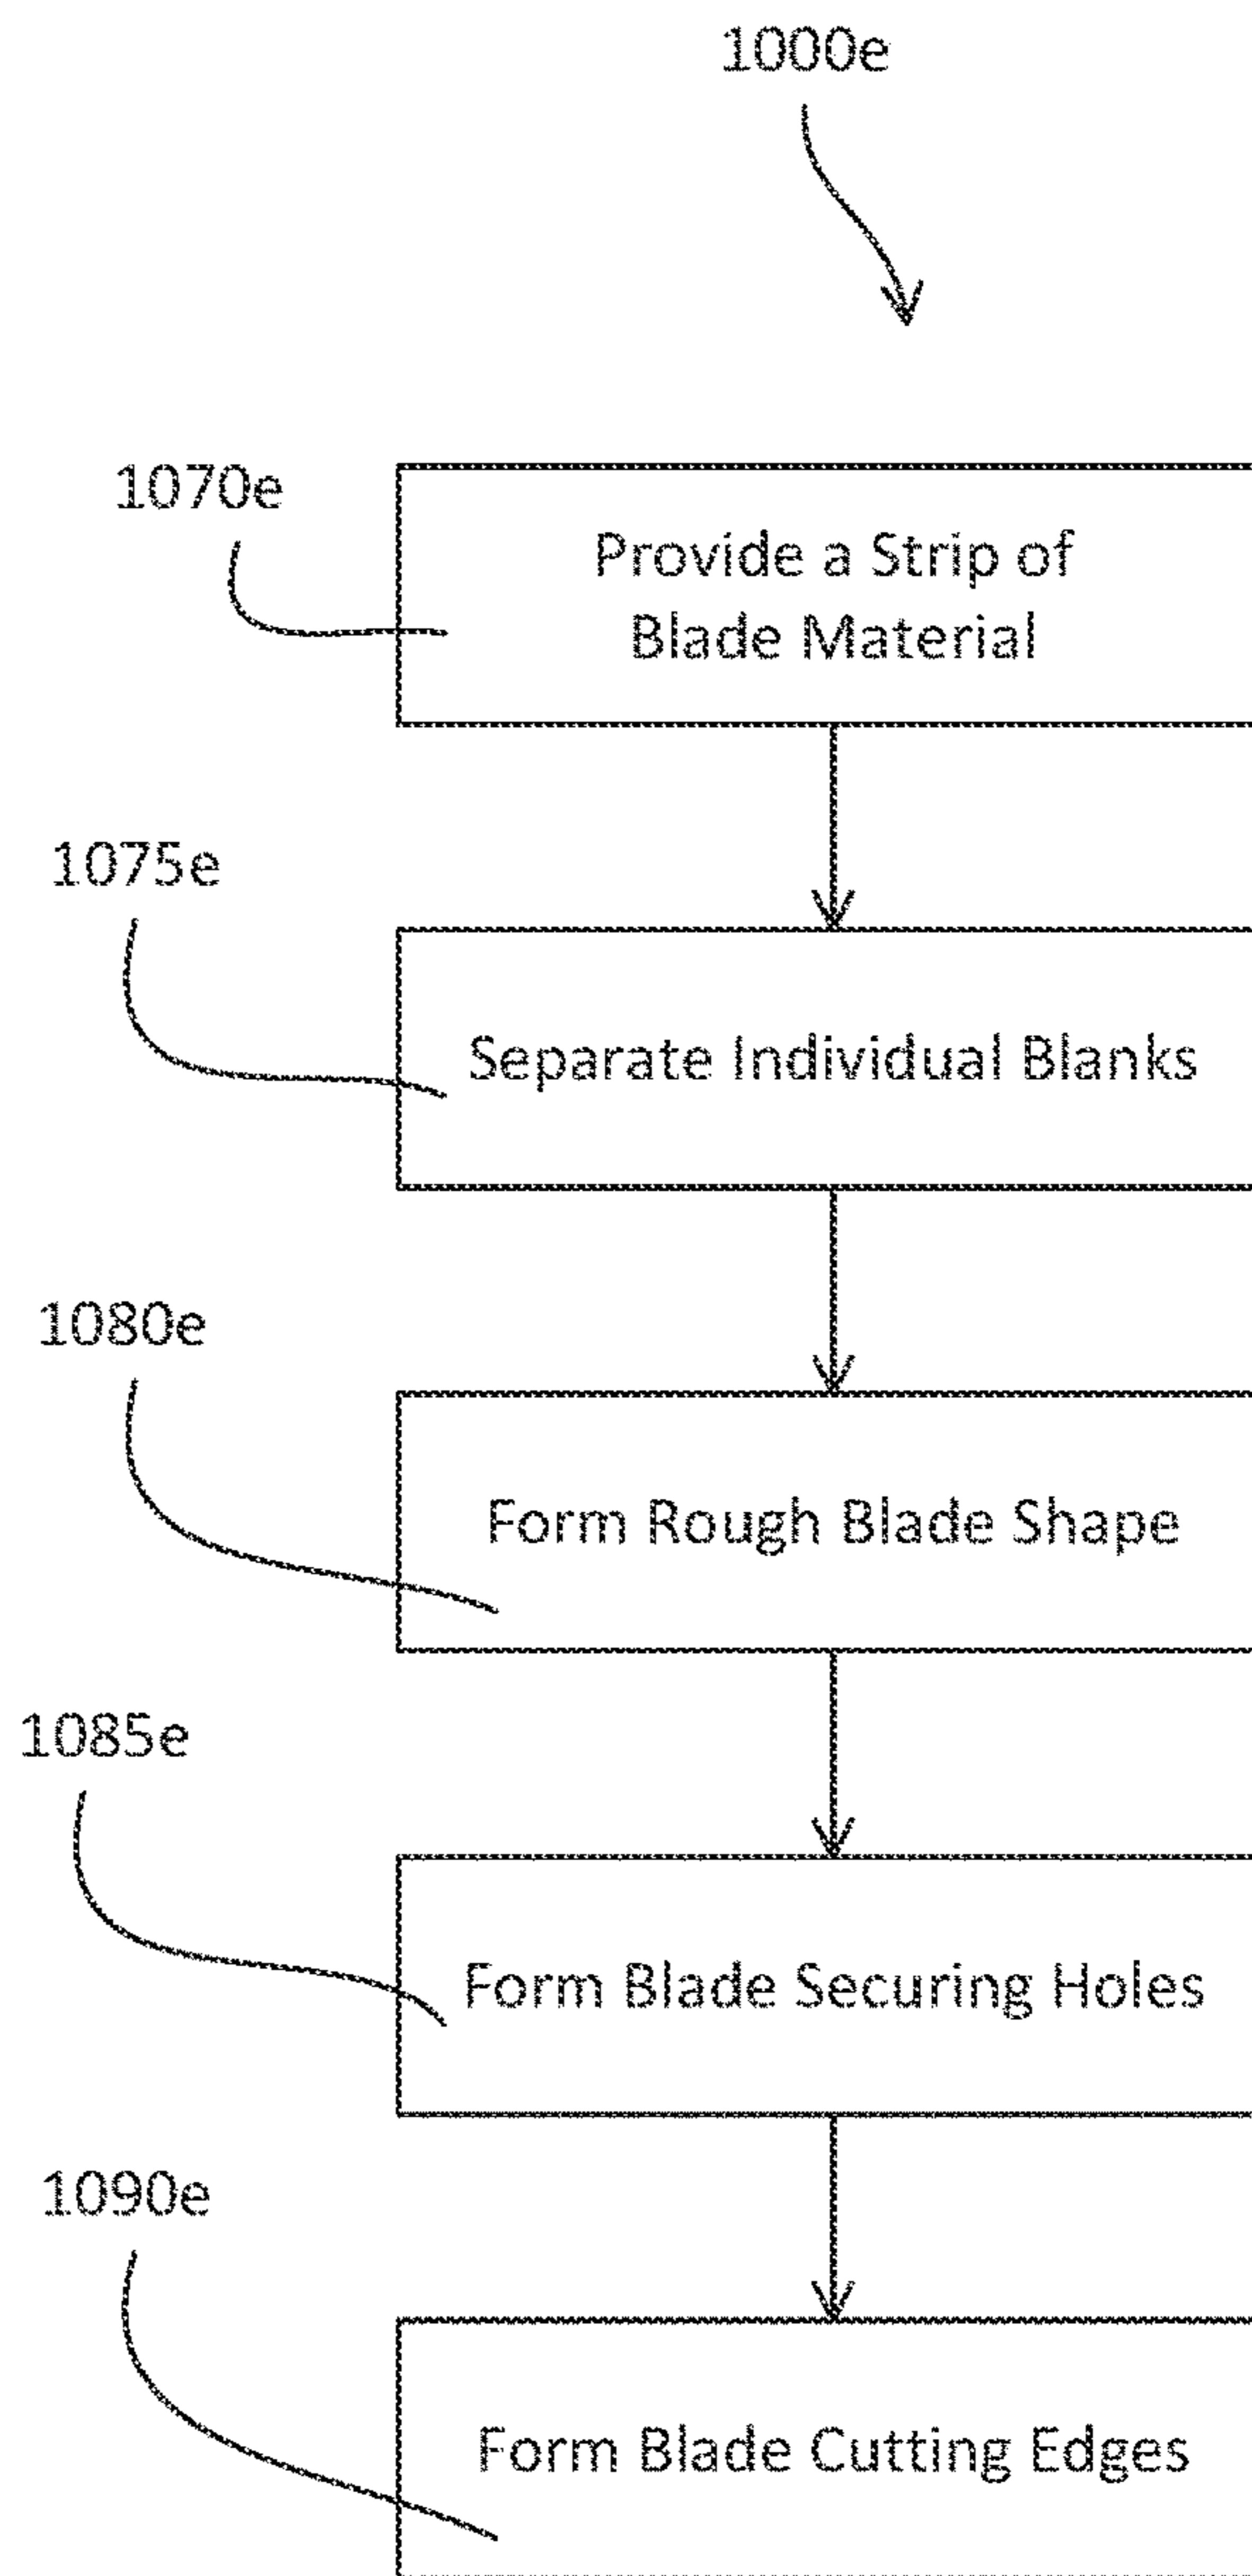 1000e
1070e
Provide a Strip of
Blade Material
1075e
Separate Individual Blanks
1080e
Form Rough Blade Shape
1085e
Form Blade Securing Holes
1090e
Form Blade Cutting Edges